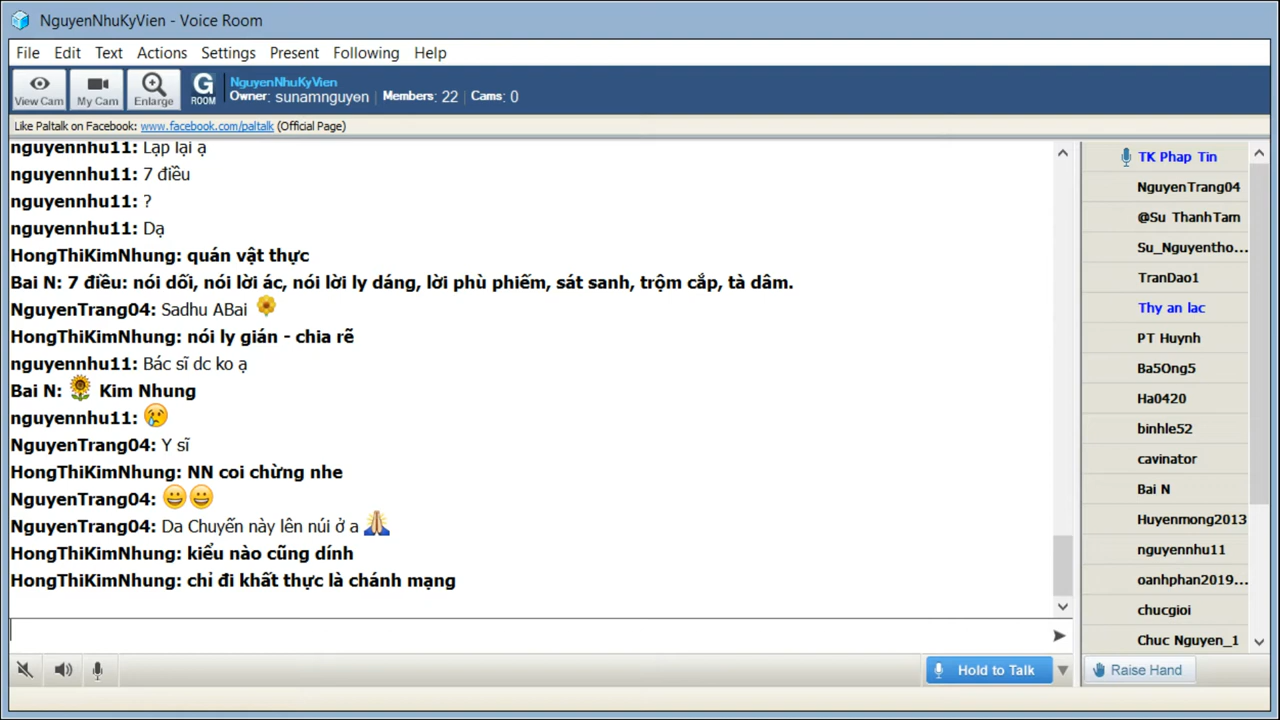 NguyenNhuKyVien - Voice Room
File Edit Text Actions Settings Present Following Help
View Cam
My Cam
Enlarge
G ROOM
NguyenNhuKyVien
Owner: sunamnguyen | Members: 22 | Cams: 0
Like Paltalk on Facebook: www.facebook.com/paltalk (Official Page)
nguyennhu11: Lạp lại ạ
nguyennhu11: 7 điều
nguyennhu11: ?
nguyennhu11: Dạ
HongThiKimNhung: quán vật thực
Bai N: 7 điều: nói dối, nói lời ác, nói lời ly dáng, lời phù phiếm, sát sanh, trộm cắp, tà dâm.
NguyenTrang04: Sadhu ABai
HongThiKimNhung: nói ly gián - chia rẽ
nguyennhu11: Bác sĩ dc ko ạ
Bai N: Kim Nhung
nguyennhu11:
NguyenTrang04: Y sĩ
HongThiKimNhung: NN coi chừng nhe
NguyenTrang04:
NguyenTrang04: Da Chuyến này lên núi ở a
HongThiKimNhung: kiểu nào cũng dính
HongThiKimNhung: chỉ đi khất thực là chánh mạng
TK Phap Tin
NguyenTrang04
@Su ThanhTam
Su_Nguyentho...
TranDao1
Thy an lac
PT Huynh
Ba5Ong5
Ha0420
binhle52
cavinator
Bai N
Huyenmong2013
nguyennhu11
oanhphan2019...
chucgioi
Chuc Nguyen_1
Hold to Talk
Raise Hand